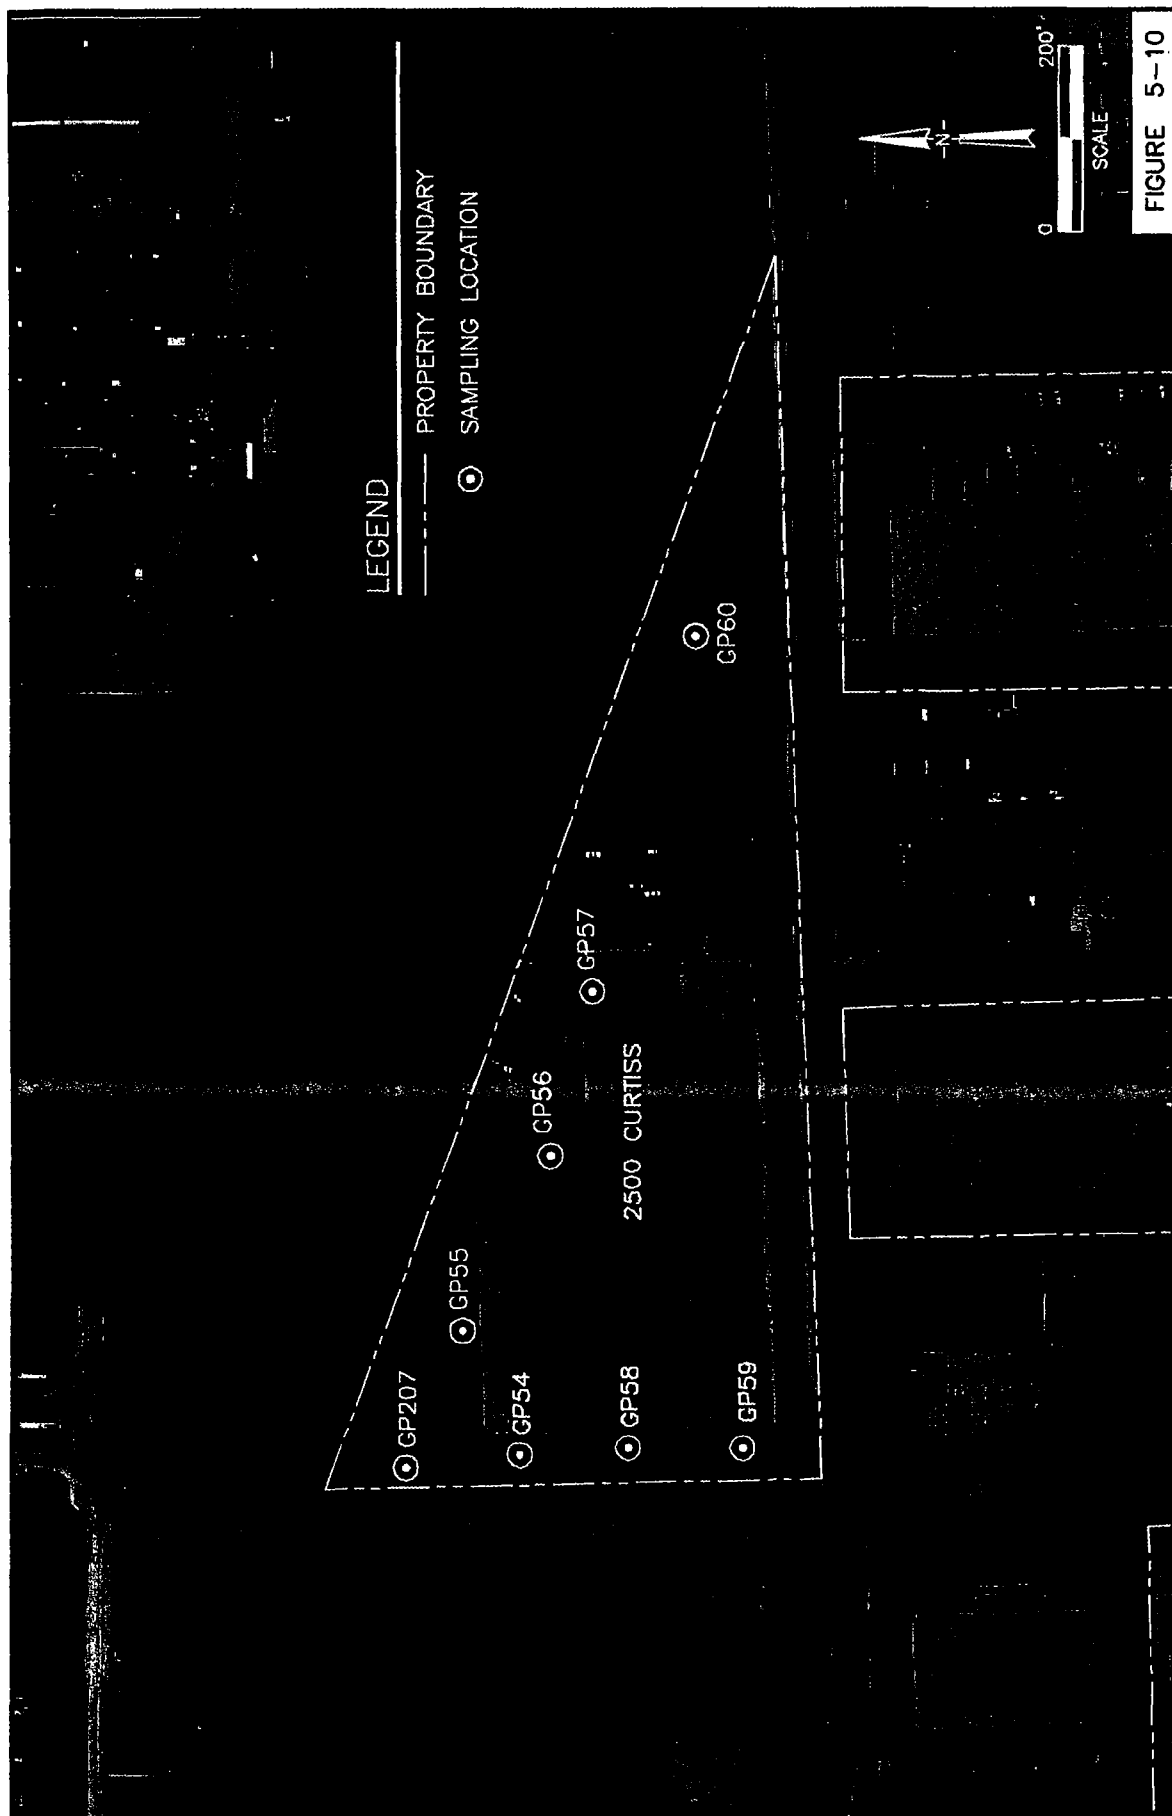 LEGEND
PROPERTY BOUNDARY
SAMPLING LOCATION
GP207
GP55
GP54
GP56
GP57
GP58
2500 CURTISS
GP59
GP60
N
0
200'
SCALE
FIGURE 5-10